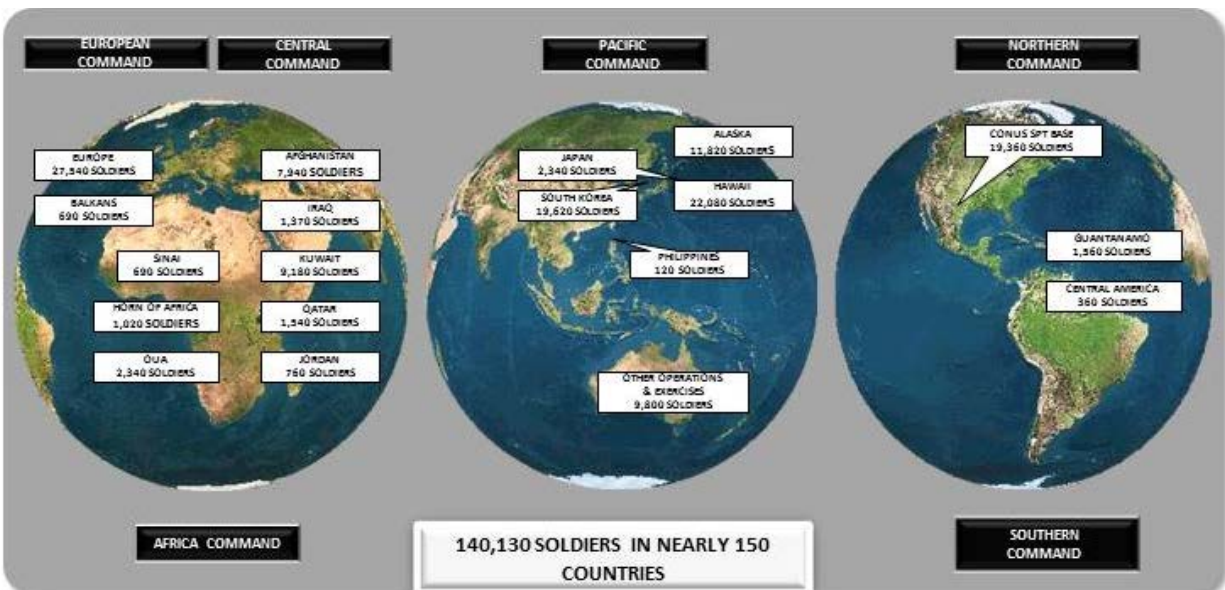 EUROPEAN
COMMAND
CENTRAL
COMMAND
PACIFIC
COMMAND
NORTHERN
COMMAND
EUROPE
27,540 SOLDIERS
AFGHANISTAN
7,940 SOLDIERS
BALKANS
690 SOLDIERS
IRAQ
1,370 SOLDIERS
SINAI
690 SOLDIERS
KUWAIT
9,180 SOLDIERS
HORN OF AFRICA
1,020 SOLDIERS
QATAR
1,540 SOLDIERS
OUA
2,340 SOLDIERS
JORDAN
760 SOLDIERS
ALASKA
11,820 SOLDIERS
JAPAN
2,340 SOLDIERS
HAWAII
22,080 SOLDIERS
SOUTH KOREA
19,620 SOLDIERS
PHILIPPINES
120 SOLDIERS
OTHER OPERATIONS
& EXERCISES
9,800 SOLDIERS
CONUS SPT BASE
19,360 SOLDIERS
GUANTANAMO
1,560 SOLDIERS
CENTRAL AMERICA
360 SOLDIERS
AFRICA COMMAND
140,130 SOLDIERS IN NEARLY 150
COUNTRIES
SOUTHERN
COMMAND